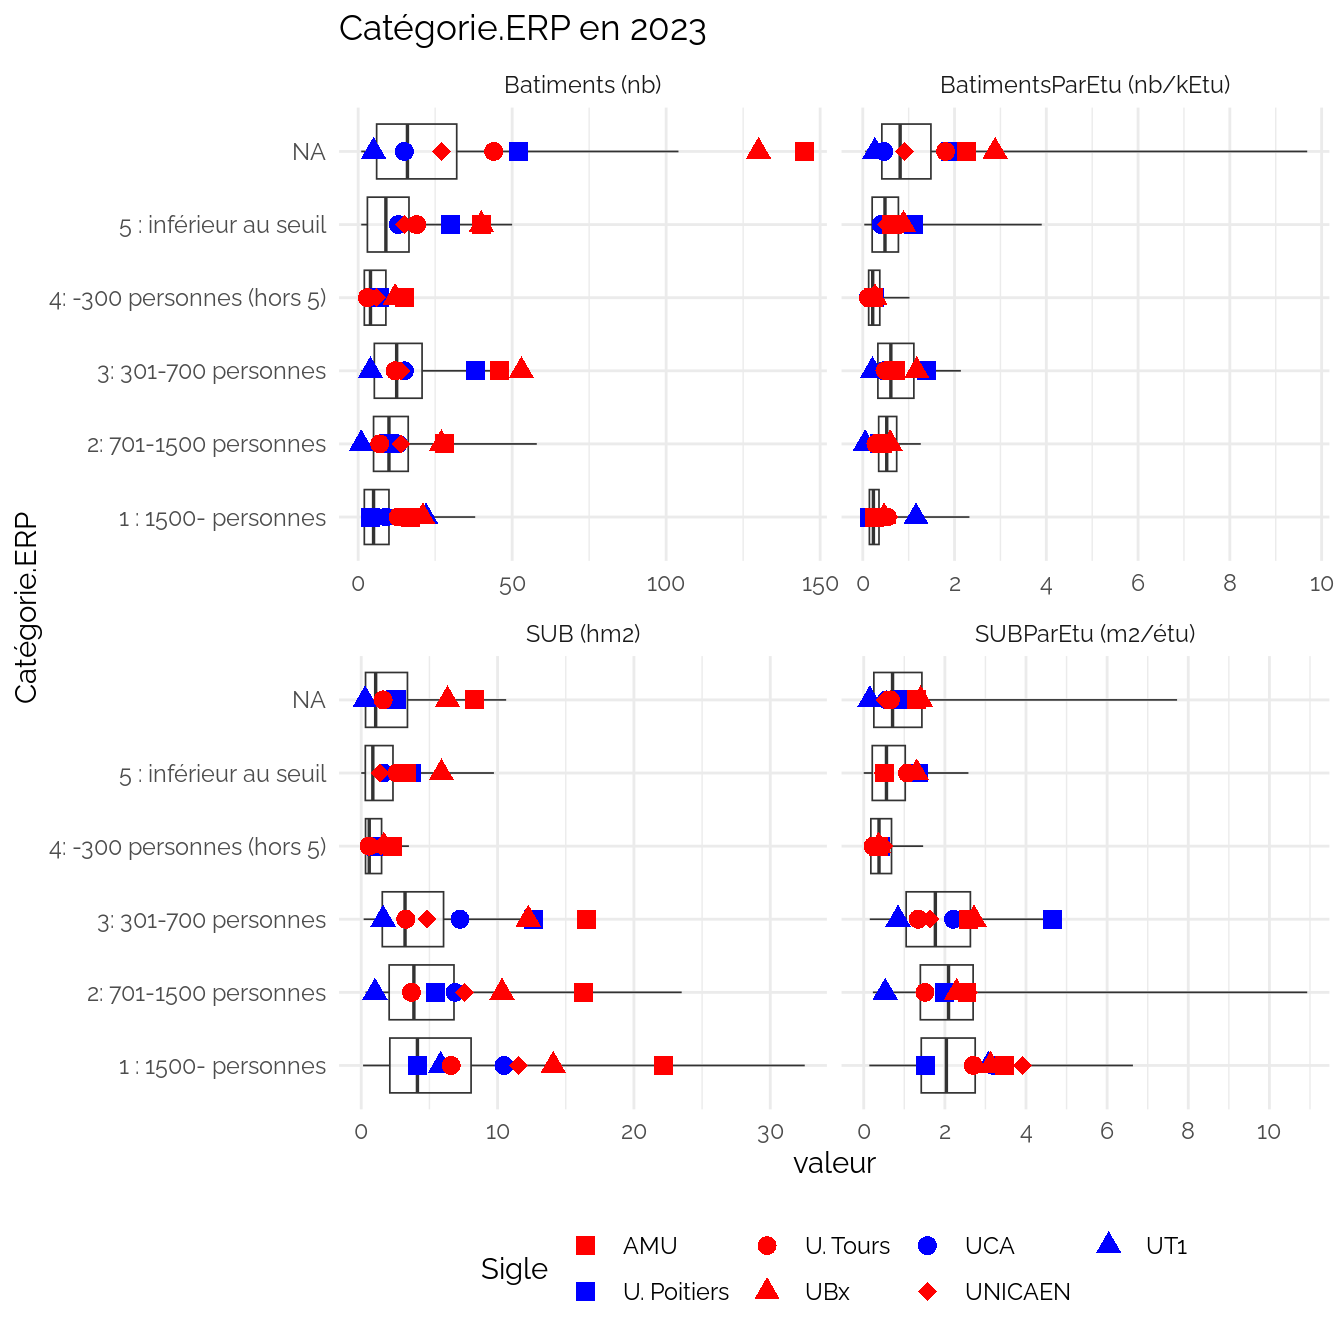 Catégorie.ERP en 2023
Batiments (nb)
BatimentsParEtu (nb/kEtu)
NA
5 : inférieur au seuil
4: -300 personnes (hors 5)
3: 301-700 personnes
2: 701-1500 personnes
1 : 1500- personnes
0 50 100 150
0 2 4 6 8 10
SUB (hm2)
SUBParEtu (m2/étu)
NA
5 : inférieur au seuil
4: -300 personnes (hors 5)
3: 301-700 personnes
2: 701-1500 personnes
1 : 1500- personnes
0 10 20 30
0 2 4 6 8 10
Catégorie.ERP
valeur
Sigle
AMU
U. Poitiers
U. Tours
UBx
UCA
UNICAEN
UT1